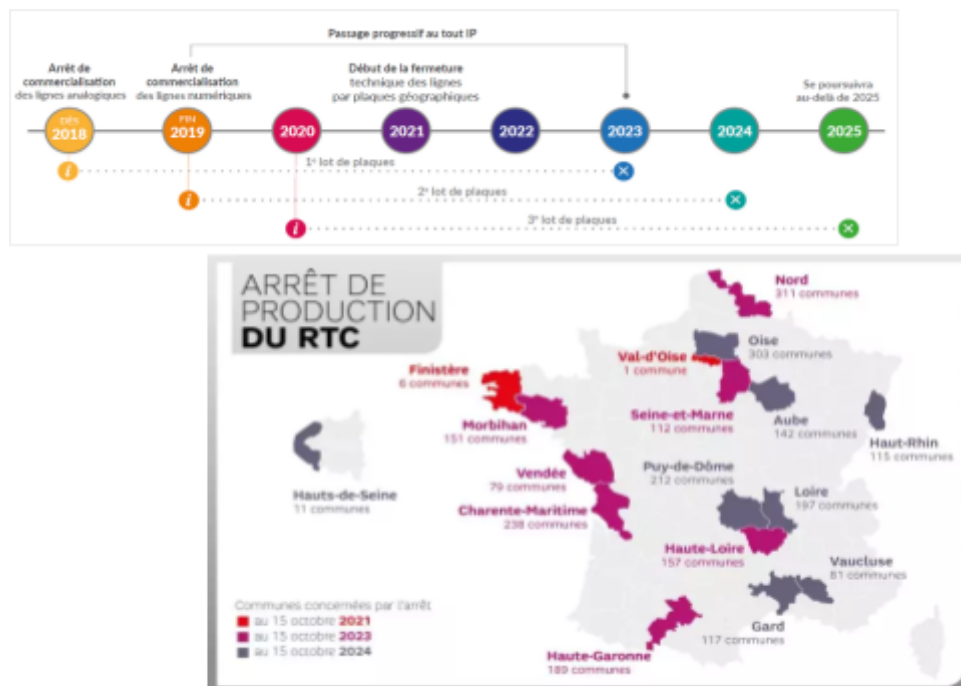 Passage progressif au tout IP
Arrêt de
commercialisation
des lignes analogiques
Arrêt de
commercialisation
des lignes numériques
Début de la fermeture
technique des lignes
par plaques géographiques
Se poursuivra
au-delà de 2025
DÈS
2018
FIN
2019
2020
2021
2022
2023
2024
2025
1er lot de plaques
2e lot de plaques
3e lot de plaques
ARRÊT DE
PRODUCTION
DU RTC
Nord
311 communes
Oise
303 communes
Val-d'Oise
1 commune
Finistère
6 communes
Seine-et-Marne
112 communes
Aube
142 communes
Morbihan
151 communes
Haut-Rhin
115 communes
Hauts-de-Seine
11 communes
Vendée
79 communes
Puy-de-Dôme
212 communes
Loire
197 communes
Charente-Maritime
238 communes
Haute-Loire
157 communes
Vaucluse
81 communes
Gard
117 communes
Haute-Garonne
189 communes
Communes concernées par l'arrêt
au 15 octobre 2021
au 15 octobre 2023
au 15 octobre 2024